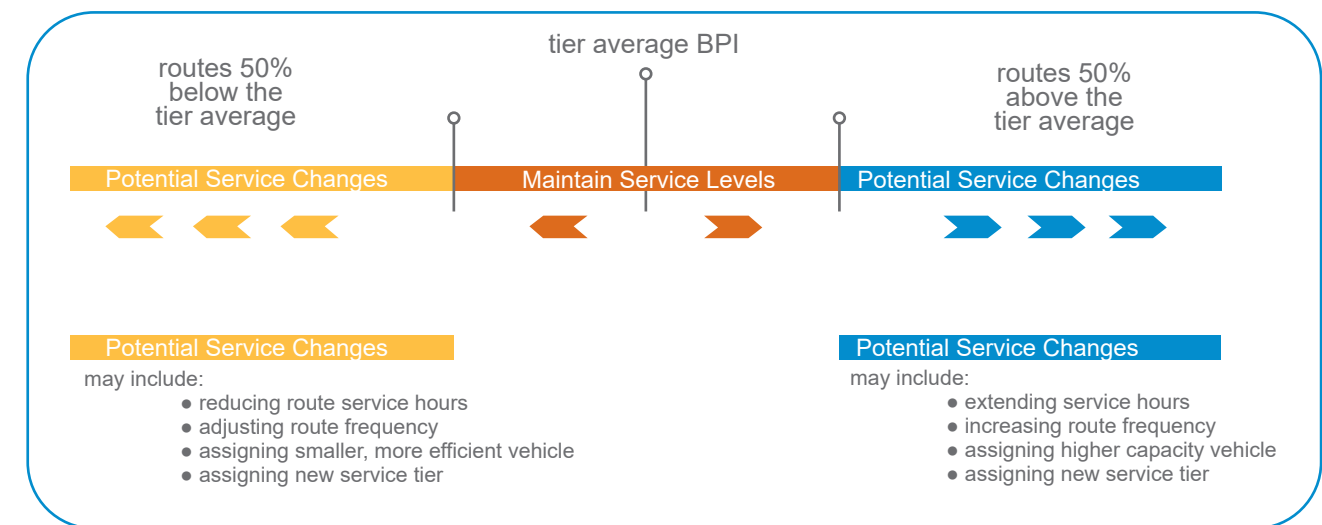 tier average BPI
routes 50%
below the
tier average
routes 50%
above the
tier average
Potential Service Changes
Maintain Service Levels
Potential Service Changes
Potential Service Changes
may include:
● reducing route service hours
● adjusting route frequency
● assigning smaller, more efficient vehicle
● assigning new service tier
Potential Service Changes
may include:
● extending service hours
● increasing route frequency
● assigning higher capacity vehicle
● assigning new service tier